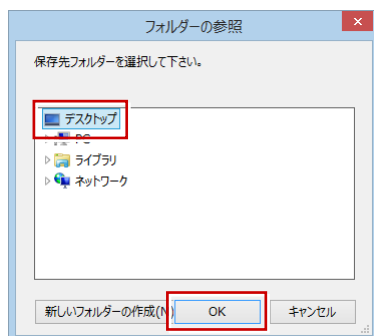 フォルダーの参照
保存先フォルダーを選択して下さい。
デスクトップ
PC
ライブラリ
ネットワーク
新しいフォルダーの作成(N) OK キャンセル